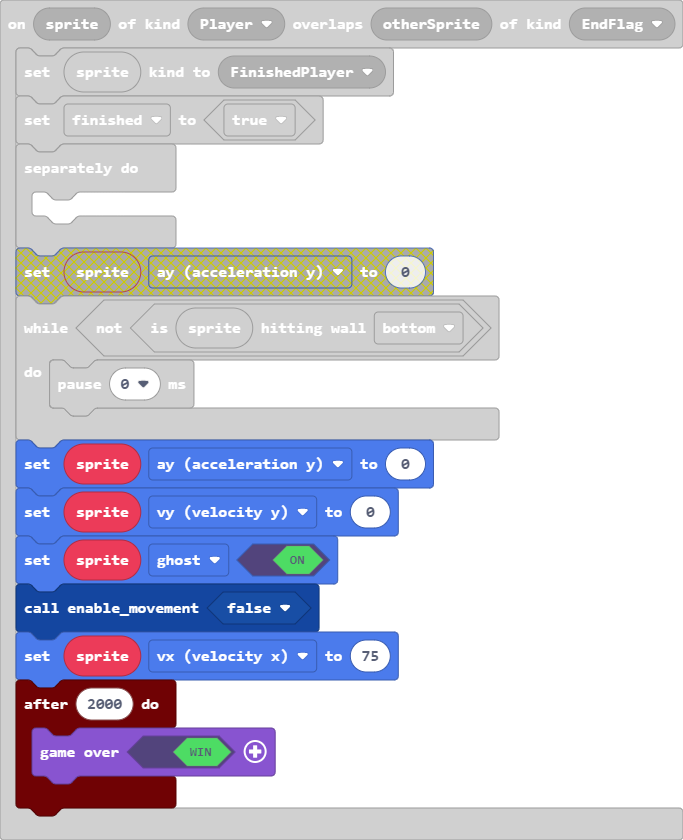 on sprite of kind Player overlaps otherSprite of kind EndFlag
set sprite kind to FinishedPlayer
set finished to true
separately do
set sprite ay (acceleration y) to 0
while not is sprite hitting wall bottom
do
pause 0 ms
set sprite ay (acceleration y) to 0
set sprite vy (velocity y) to 0
set sprite ghost ON
call enable_movement false
set sprite vx (velocity x) to 75
after 2000 do
game over WIN